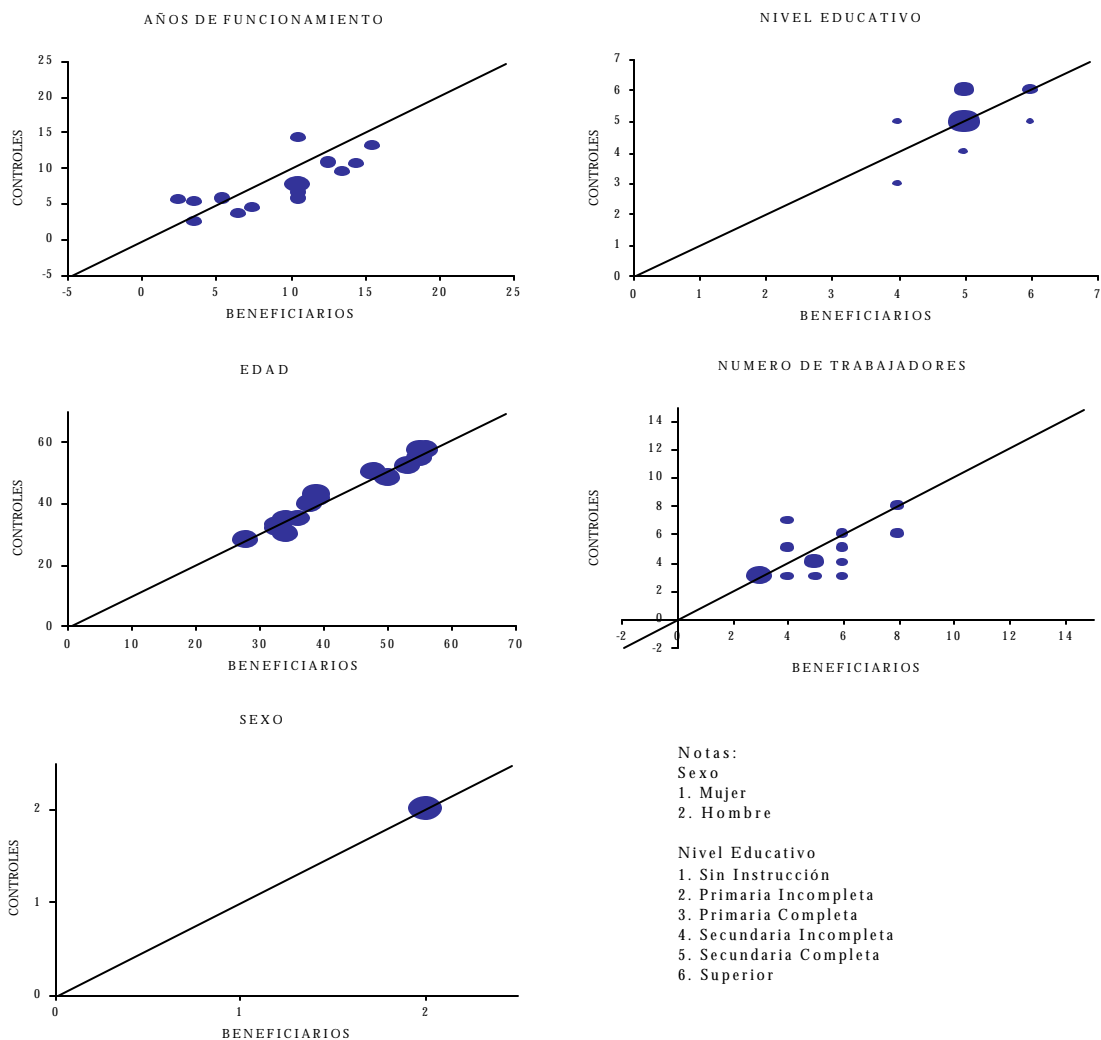 AÑOS DE FUNCIONAMIENTO
25
20
15
10
5
0
-5
CONTROLES
-5 0 5 10 15 20 25
BENEFICIARIOS
NIVEL EDUCATIVO
7
6
5
4
3
2
1
0
CONTROLES
0 1 2 3 4 5 6 7
BENEFICIARIOS
EDAD
60
40
20
0
CONTROLES
0 10 20 30 40 50 60 70
BENEFICIARIOS
NUMERO DE TRABAJADORES
14
12
10
8
6
4
2
0
-2
CONTROLES
-2 0 2 4 6 8 10 12 14
BENEFICIARIOS
SEXO
2
1
0
CONTROLES
0 1 2
BENEFICIARIOS
Notas:
Sexo
1. Mujer
2. Hombre
Nivel Educativo
1. Sin Instrucción
2. Primaria Incompleta
3. Primaria Completa
4. Secundaria Incompleta
5. Secundaria Completa
6. Superior